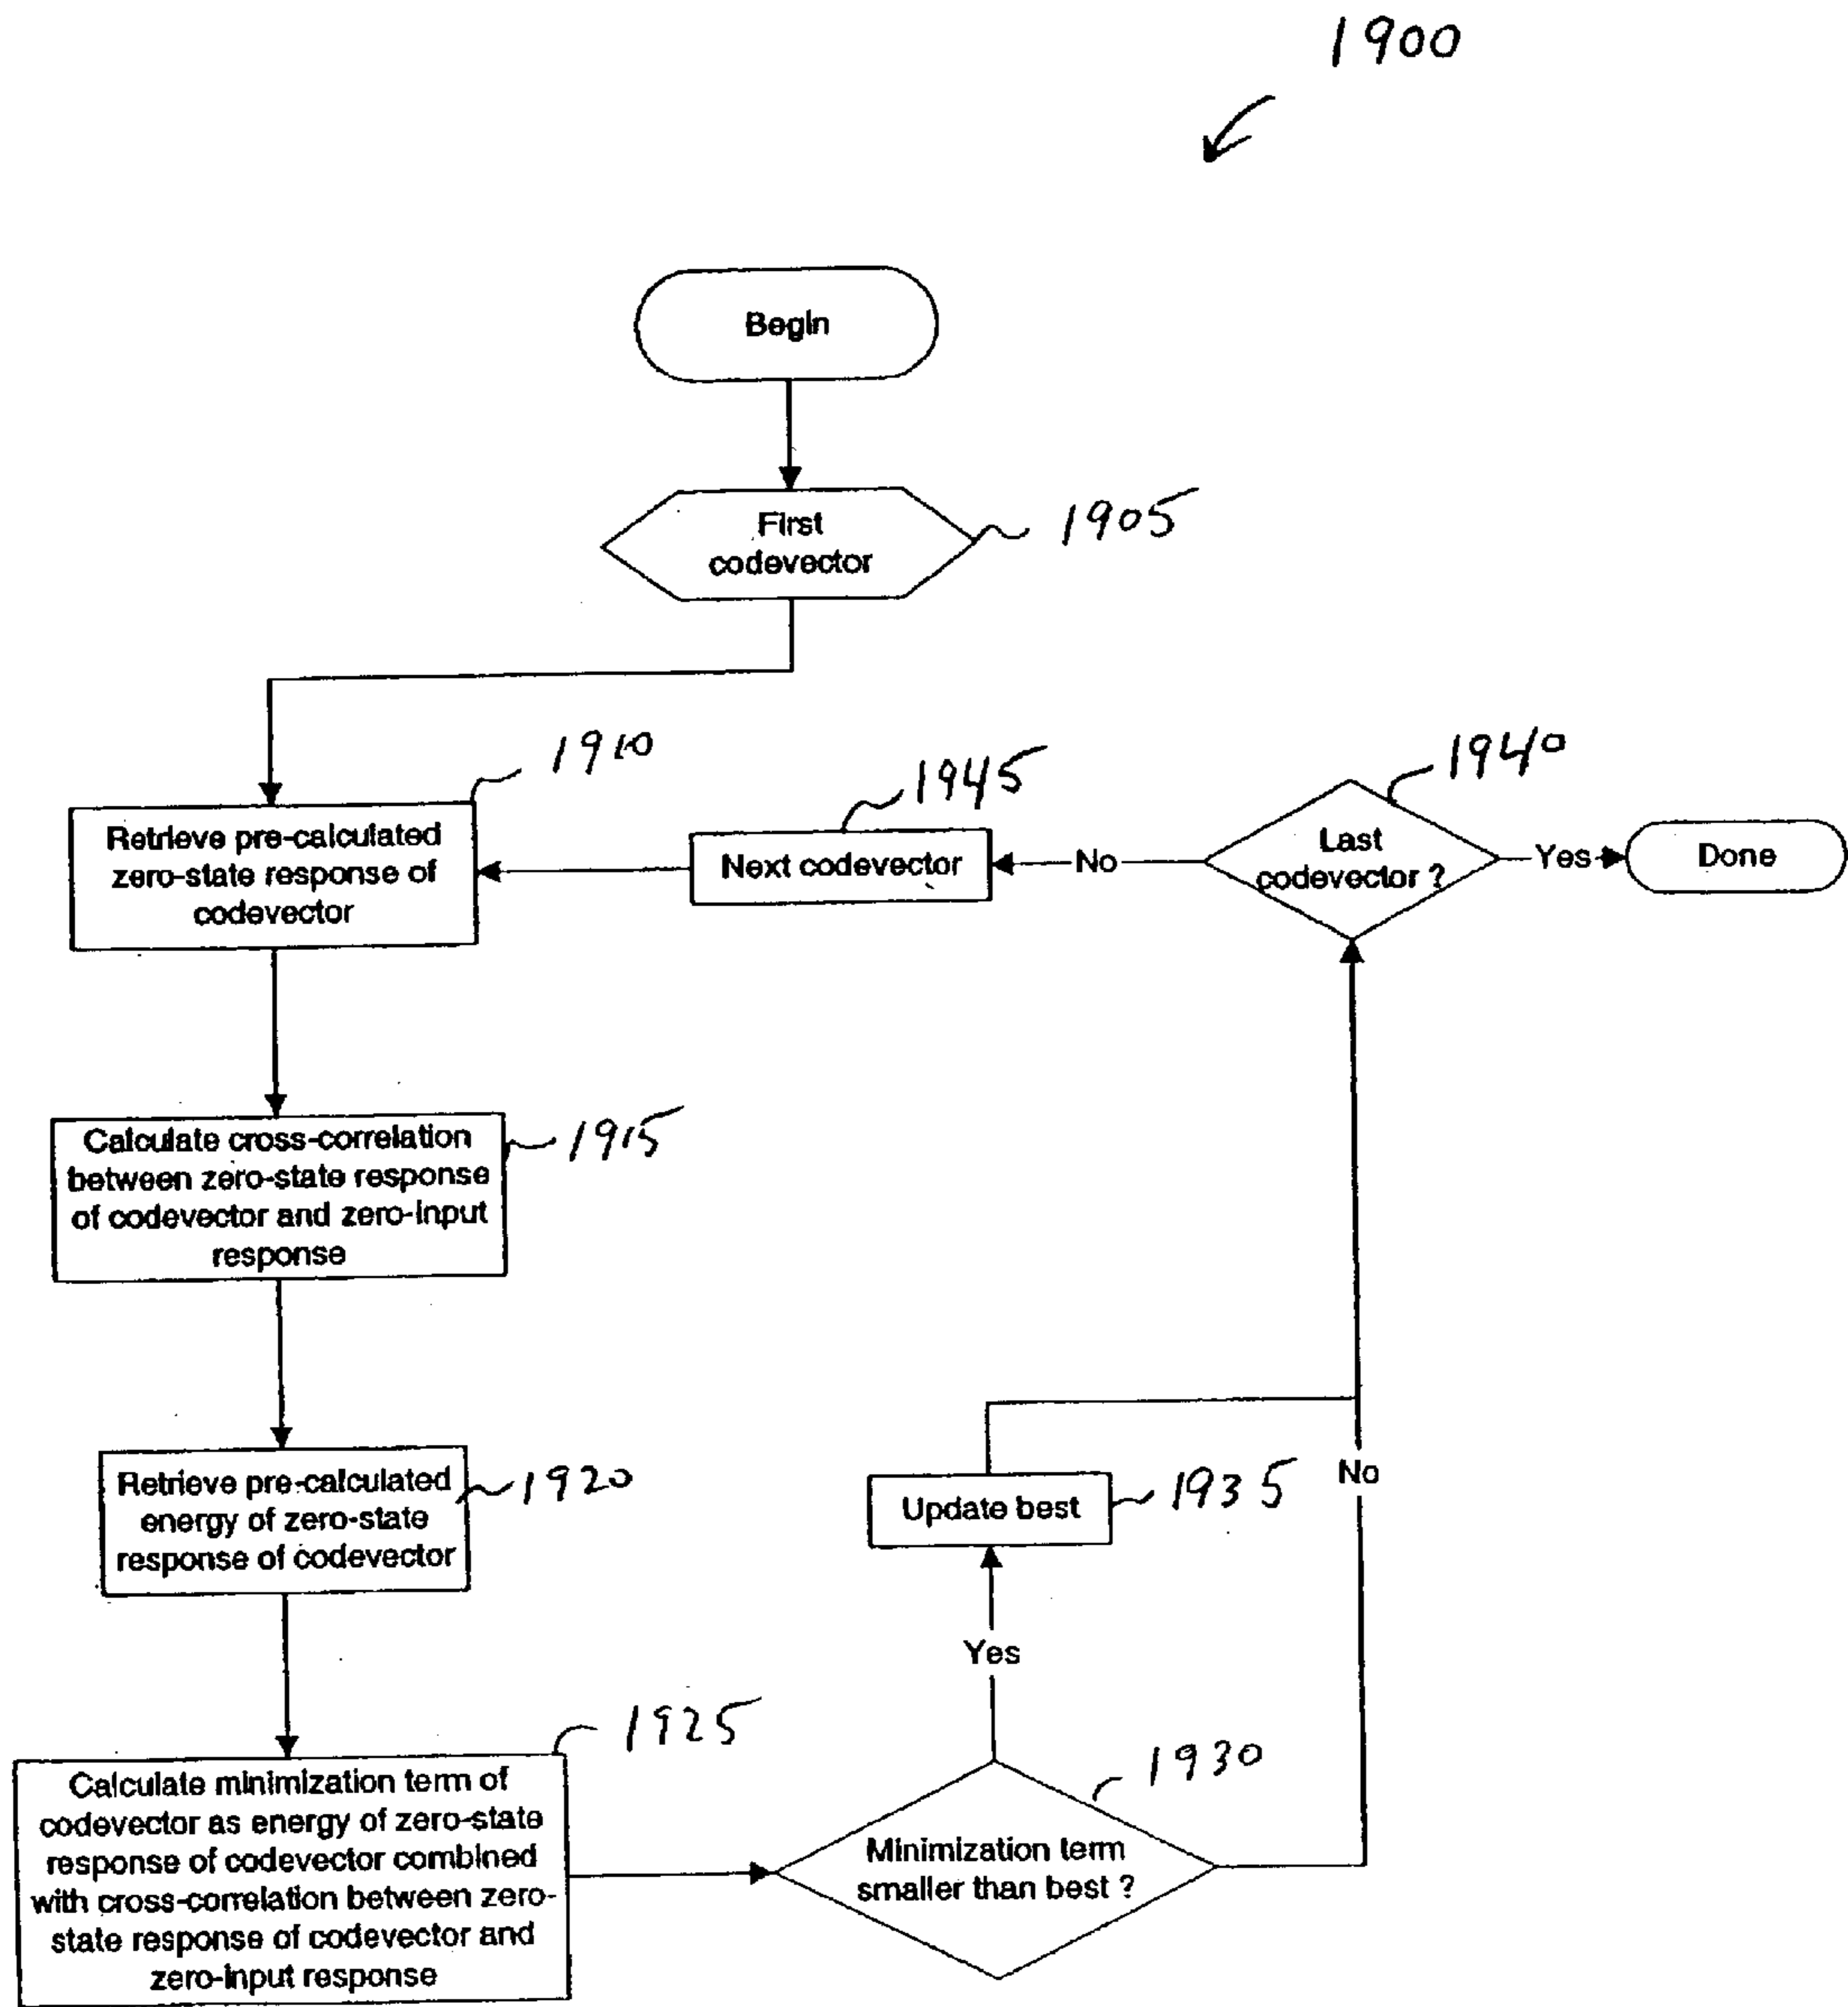 1900
Begin
First
codevector
1905
1910
Retrieve pre-calculated
zero-state response of
codevector
1945
Next codevector
No
1940
Last
codevector ?
Yes
Done
Calculate cross-correlation
between zero-state response
of codevector and zero-input
response
1915
Retrieve pre-calculated
energy of zero-state
response of codevector
1920
Update best
1935
No
Yes
1925
Calculate minimization term of
codevector as energy of zero-state
response of codevector combined
with cross-correlation between zero-
state response of codevector and
zero-input response
1930
Minimization term
smaller than best ?